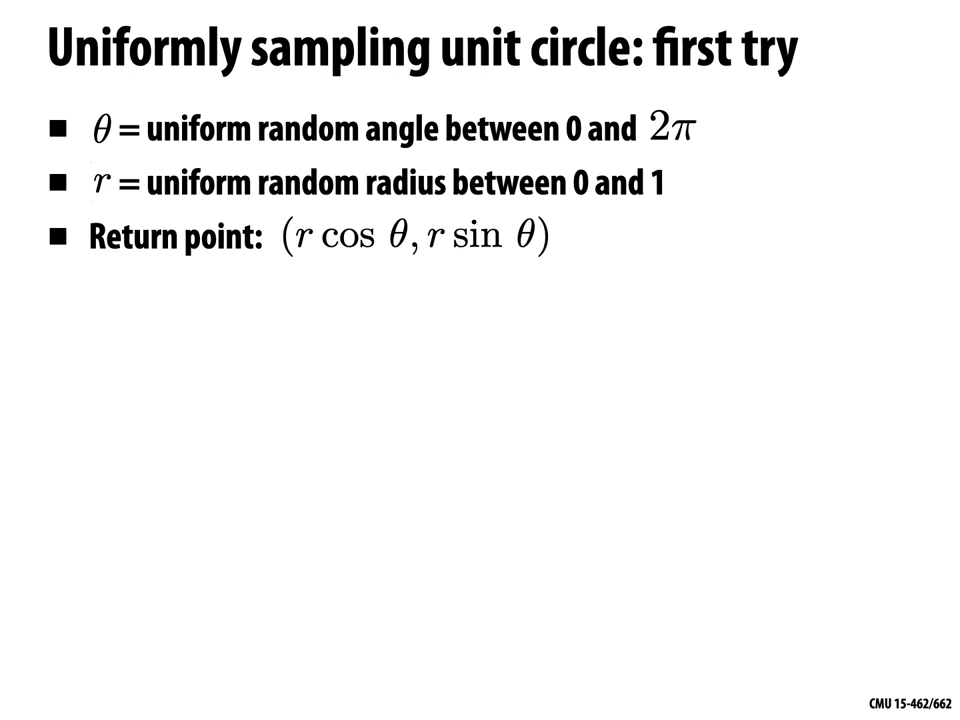 Uniformly sampling unit circle: first try
■ θ = uniform random angle between 0 and 2π
■ r = uniform random radius between 0 and 1
■ Return point: (r cos θ, r sin θ)
CMU 15-462/662